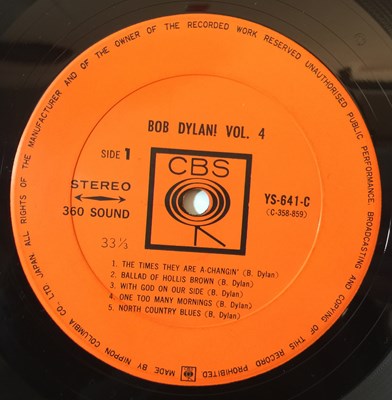 ALL RIGHTS OF THE MANUFACTURER AND OF THE OWNER OF THE RECORDED WORK RESERVED UNAUTHORISED PUBLIC PERFORMANCE, BROADCASTING AND COPYING OF THIS RECORD PROHIBITED
MADE BY NIPPON COLUMBIA CO., LTD. JAPAN
BOB DYLAN! VOL. 4
SIDE 1
CBS
STEREO
360 SOUND
YS-641-C
(C-358-859)
33⅓
1. THE TIMES THEY ARE A-CHANGIN' (B. Dylan)
2. BALLAD OF HOLLIS BROWN (B. Dylan)
3. WITH GOD ON OUR SIDE (B. Dylan)
4. ONE TOO MANY MORNINGS (B. Dylan)
5. NORTH COUNTRY BLUES (B. Dylan)